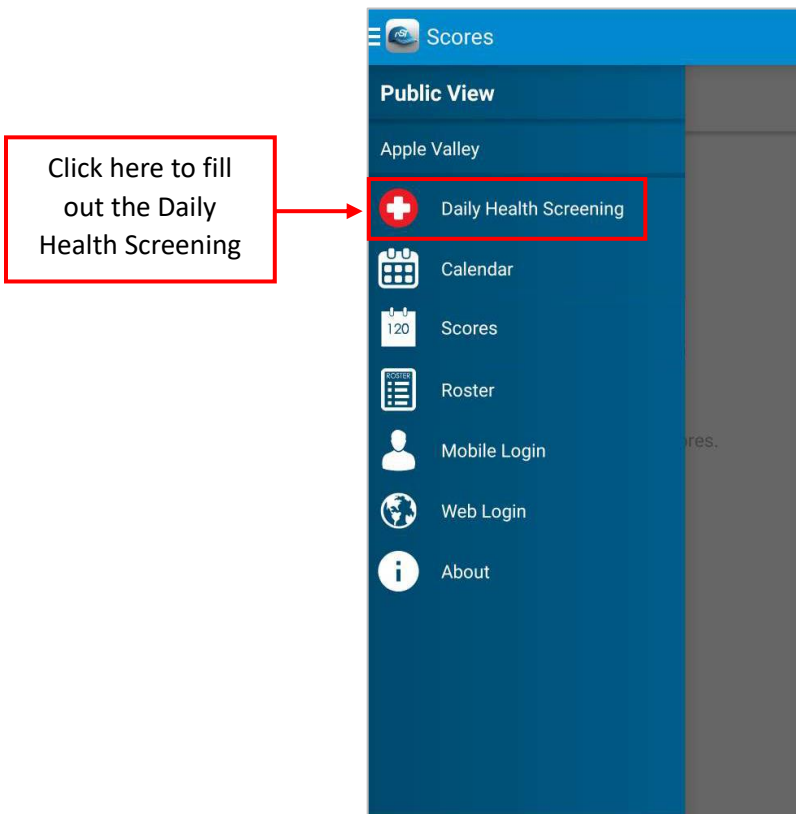 Scores
Public View
Apple Valley
Click here to fill
out the Daily
Health Screening
Daily Health Screening
Calendar
120
Scores
ROSTER
Roster
Mobile Login
Web Login
i
About